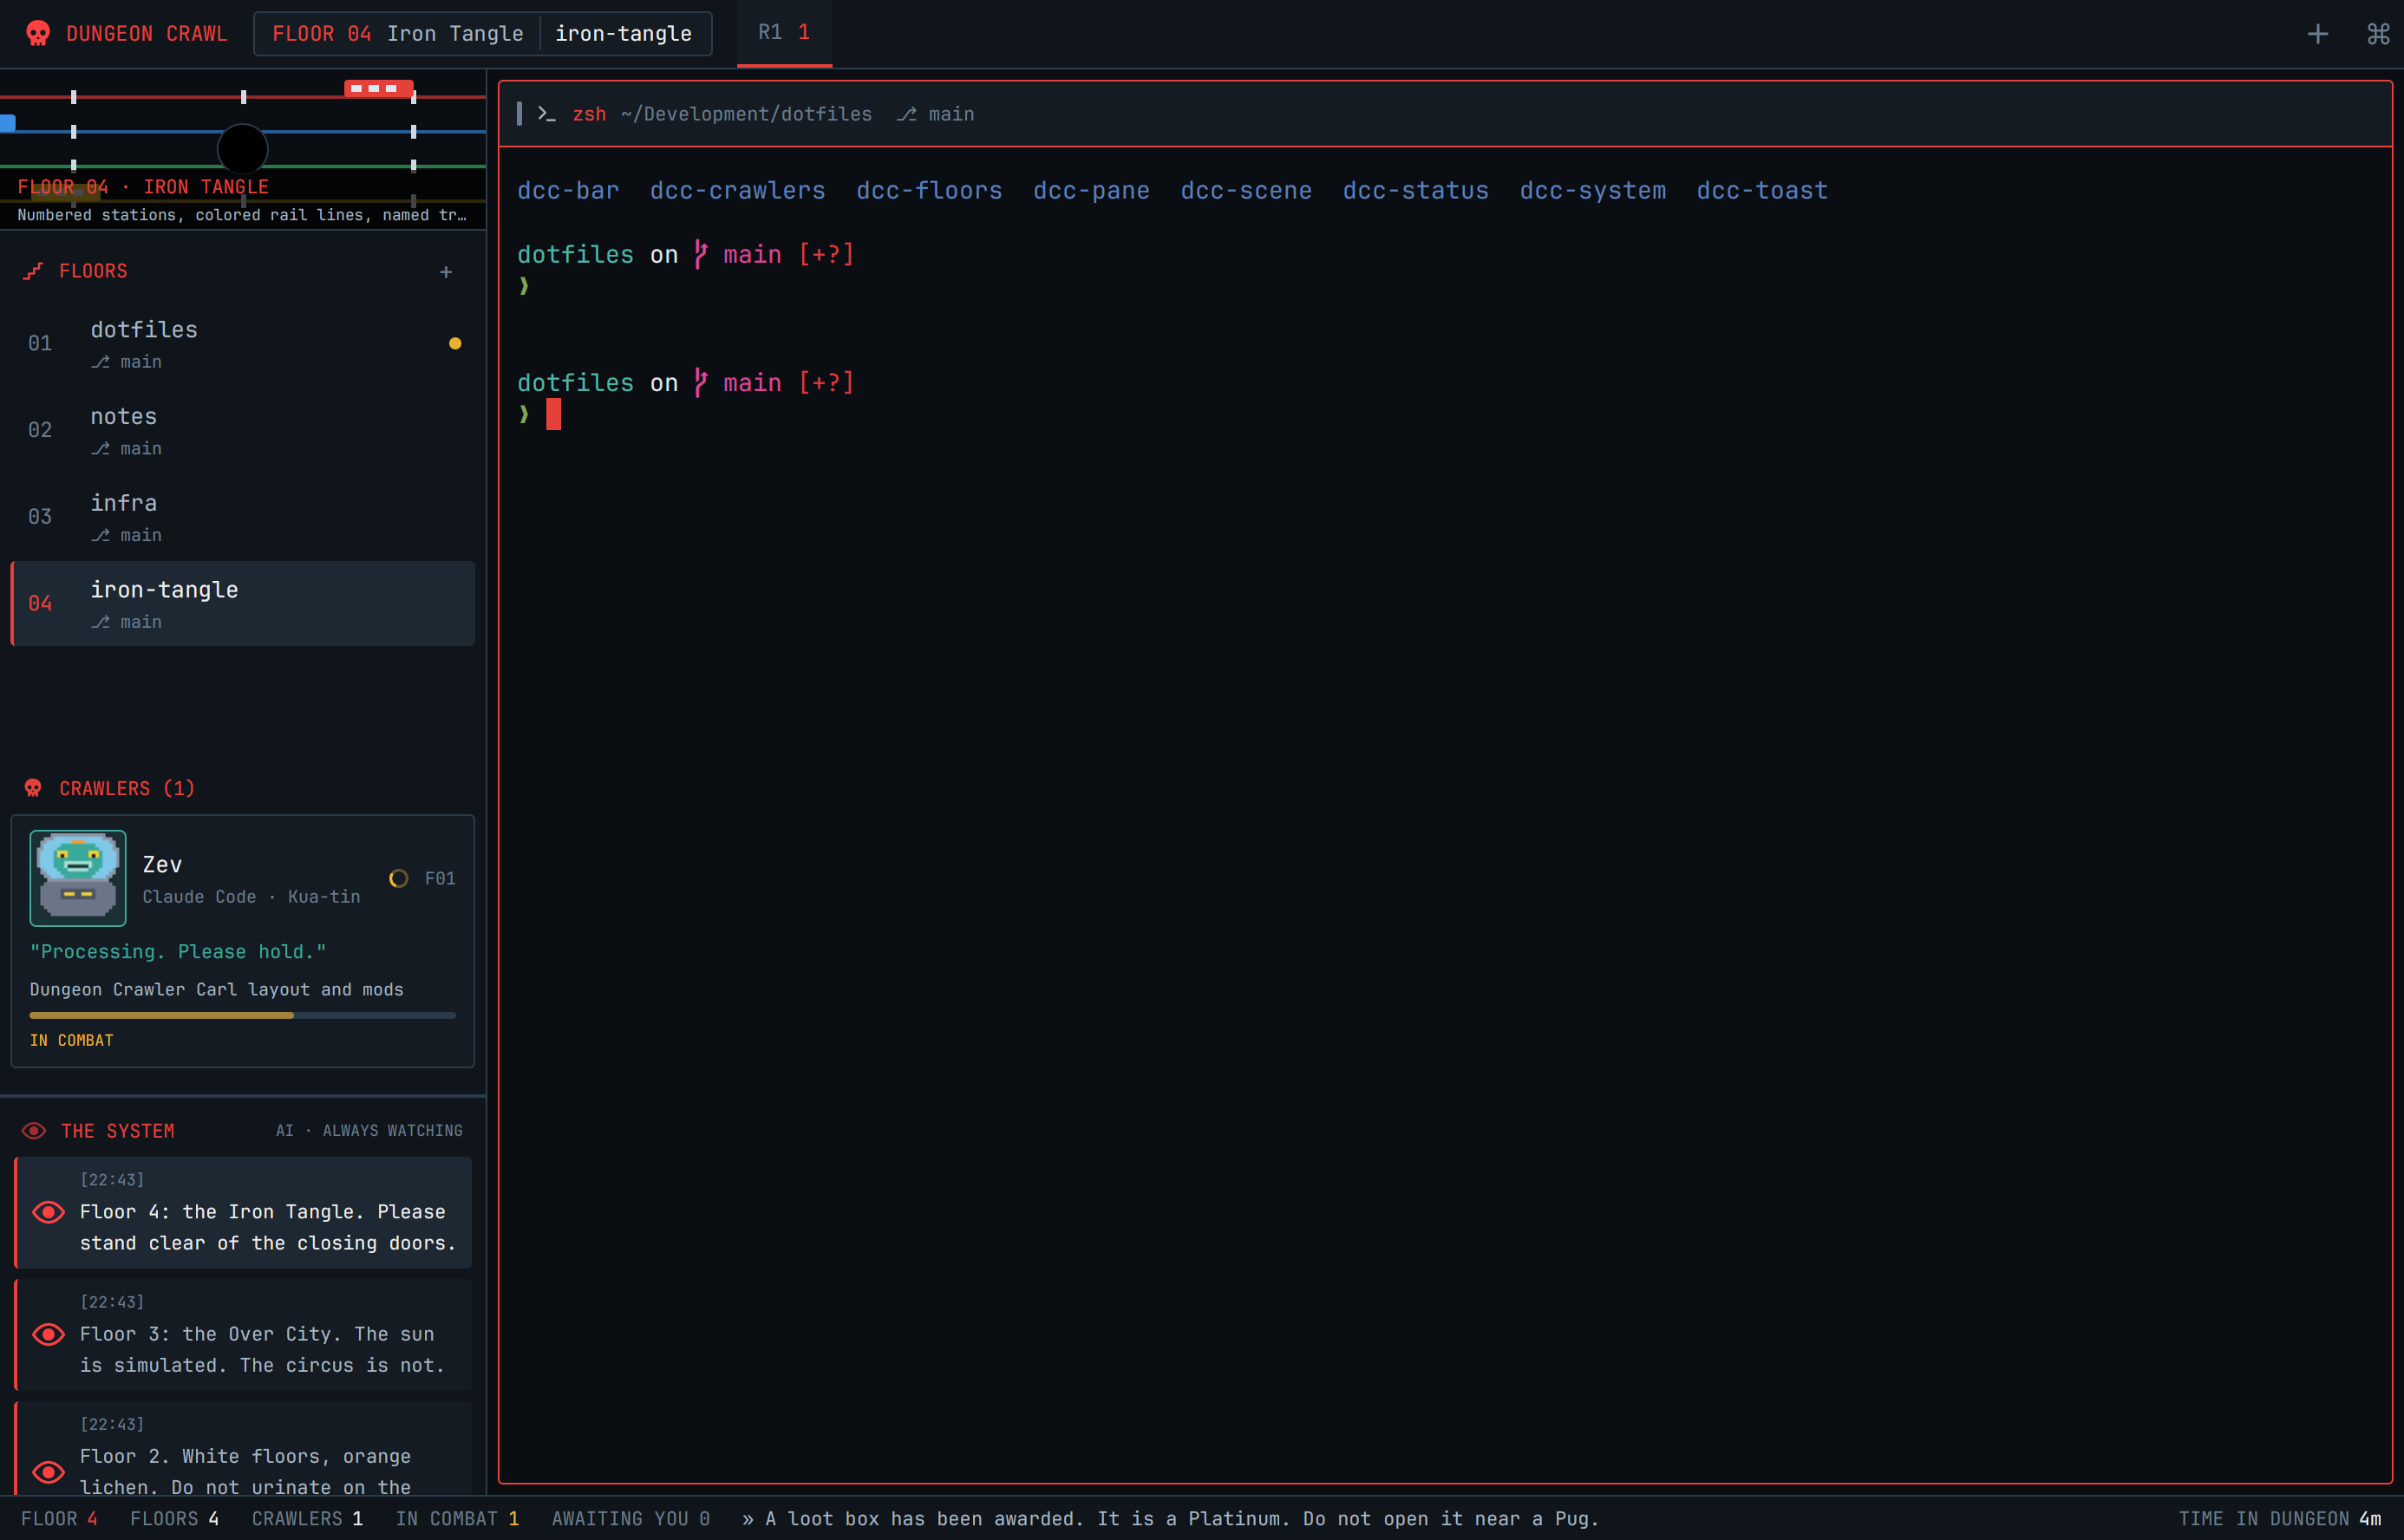 DUNGEON CRAWL FLOOR 04 Iron Tangle iron-tangle R1 1
FLOOR 04 · IRON TANGLE
Numbered stations, colored rail lines, named tr…
FLOORS
01 dotfiles
main
02 notes
main
03 infra
main
04 iron-tangle
main
CRAWLERS (1)
Zev
Claude Code · Kua-tin
F01
"Processing. Please hold."
Dungeon Crawler Carl layout and mods
IN COMBAT
THE SYSTEM AI · ALWAYS WATCHING
[22:43]
Floor 4: the Iron Tangle. Please
stand clear of the closing doors.
[22:43]
Floor 3: the Over City. The sun
is simulated. The circus is not.
[22:43]
Floor 2. White floors, orange
lichen. Do not urinate on the
zsh ~/Development/dotfiles main
dcc-bar dcc-crawlers dcc-floors dcc-pane dcc-scene dcc-status dcc-system dcc-toast
dotfiles on main [+?]
❯
dotfiles on main [+?]
❯
FLOOR 4 FLOORS 4 CRAWLERS 1 IN COMBAT 1 AWAITING YOU 0 » A loot box has been awarded. It is a Platinum. Do not open it near a Pug. TIME IN DUNGEON 4m